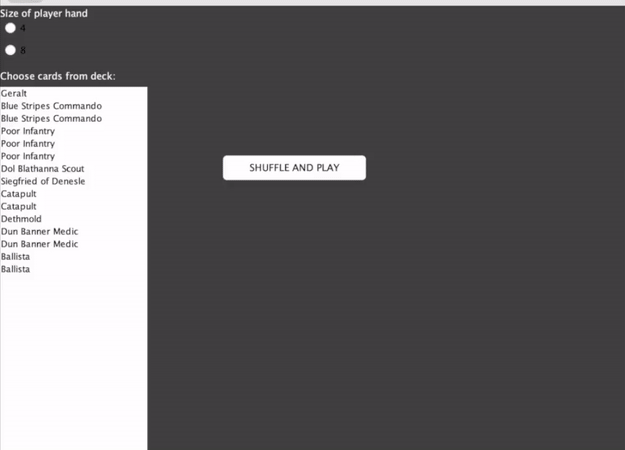 Size of player hand
4
8
Choose cards from deck:
Geralt
Blue Stripes Commando
Blue Stripes Commando
Poor Infantry
Poor Infantry
Poor Infantry
Dol Blathanna Scout
Siegfried of Denesle
Catapult
Catapult
Dethmold
Dun Banner Medic
Dun Banner Medic
Ballista
Ballista
SHUFFLE AND PLAY